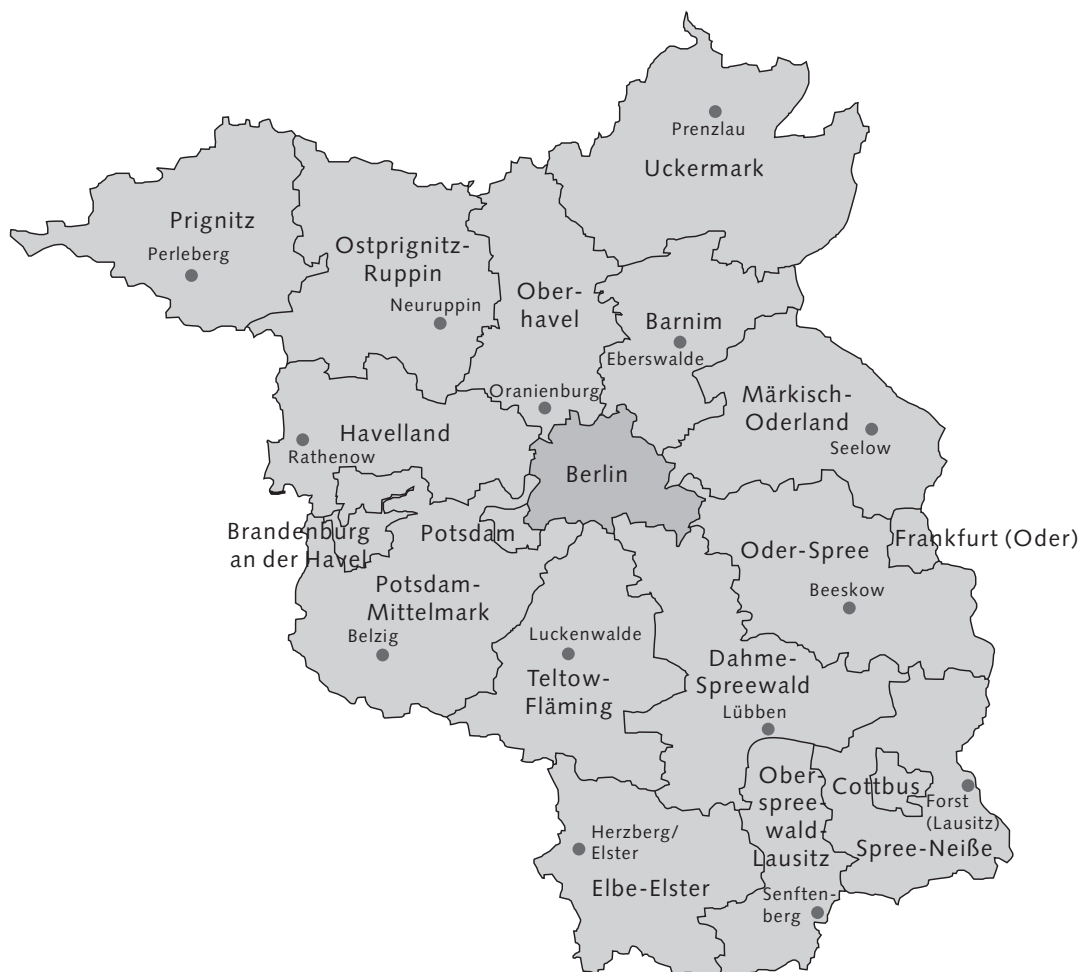 Prenzlau
Uckermark
Prignitz
Perleberg
Ostprignitz-
Ruppin
Neuruppin
Ober-
havel
Oranienburg
Barnim
Eberswalde
Märkisch-
Oderland
Seelow
Havelland
Rathenow
Berlin
Brandenburg
an der Havel
Potsdam
Oder-Spree
Beeskow
Frankfurt (Oder)
Potsdam-
Mittelmark
Belzig
Luckenwalde
Teltow-
Fläming
Dahme-
Spreewald
Lübben
Ober-
spree-
wald-
Lausitz
Senften-
berg
Cottbus
Forst
(Lausitz)
Spree-Neiße
Herzberg/
Elster
Elbe-Elster